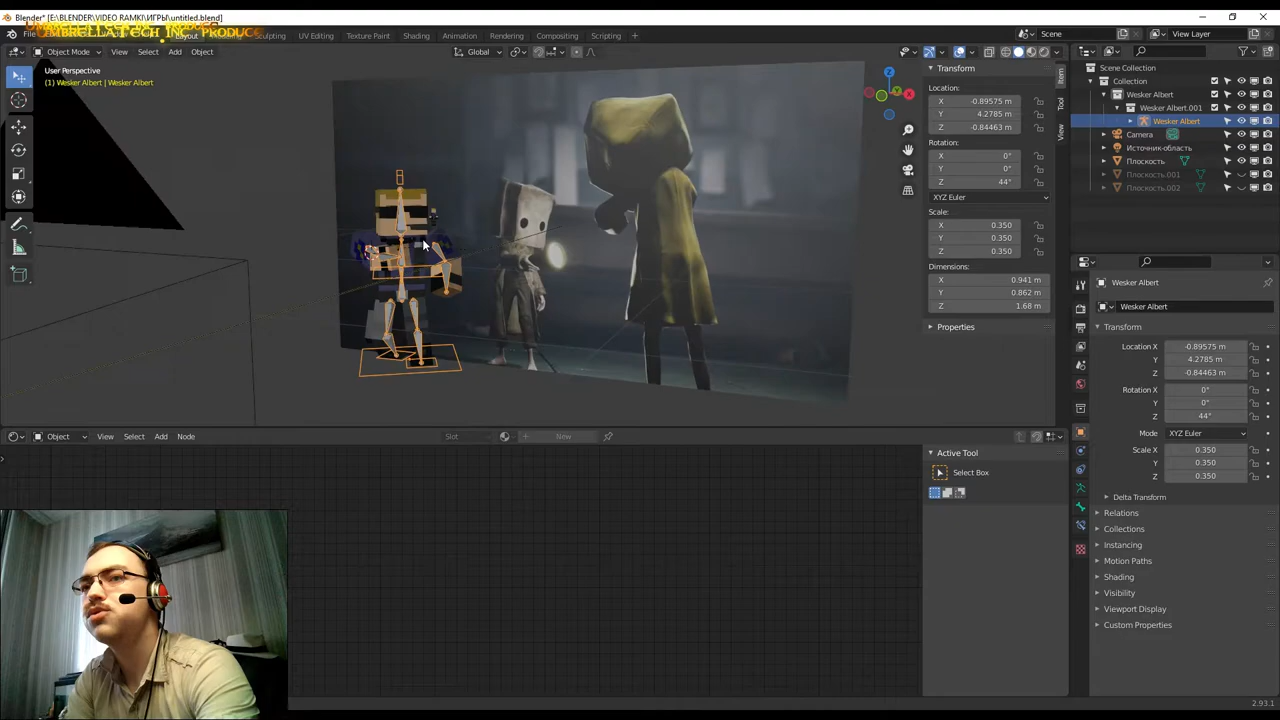 Blender* [E:\BLENDER\VIDEO RAMKI\ИГРЫ\untitled.blend]
UMBRELLATECH INC PRODUCE
Layout
UV Editing
Texture Paint
Shading
Animation
Rendering
Compositing
Scripting
Scene
View Layer
Object Mode
View
Select
Add
Object
Global
User Perspective
(1) Wesker Albert | Wesker Albert
Transform
Location:
X -0.89575 m
Y 4.2785 m
Z -0.84463 m
Rotation:
X 0°
Y 0°
Z 44°
XYZ Euler
Scale:
X 0.350
Y 0.350
Z 0.350
Dimensions:
X 0.941 m
Y 0.862 m
Z 1.68 m
Properties
Item
Tool
View
Scene Collection
Collection
Wesker Albert
Wesker Albert.001
Wesker Albert
Camera
Источник-область
Плоскость
Плоскость.001
Плоскость.002
Wesker Albert
Wesker Albert
Transform
Location X -0.89575 m
Y 4.2785 m
Z -0.84463 m
Rotation X 0°
Y 0°
Z 44°
Mode XYZ Euler
Scale X 0.350
Y 0.350
Z 0.350
Delta Transform
Relations
Collections
Instancing
Motion Paths
Shading
Visibility
Viewport Display
Custom Properties
Object
View
Select
Add
Node
Slot
New
Active Tool
Select Box
2.93.1